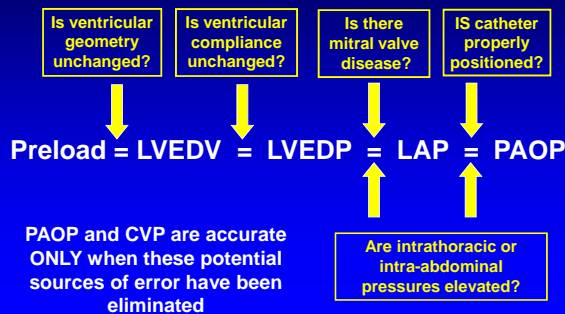 Is ventricular
geometry
unchanged?
Is ventricular
compliance
unchanged?
Is there
mitral valve
disease?
IS catheter
properly
positioned?
Preload = LVEDV = LVEDP = LAP = PAOP
PAOP and CVP are accurate
ONLY when these potential
sources of error have been
eliminated
Are intrathoracic or
intra-abdominal
pressures elevated?